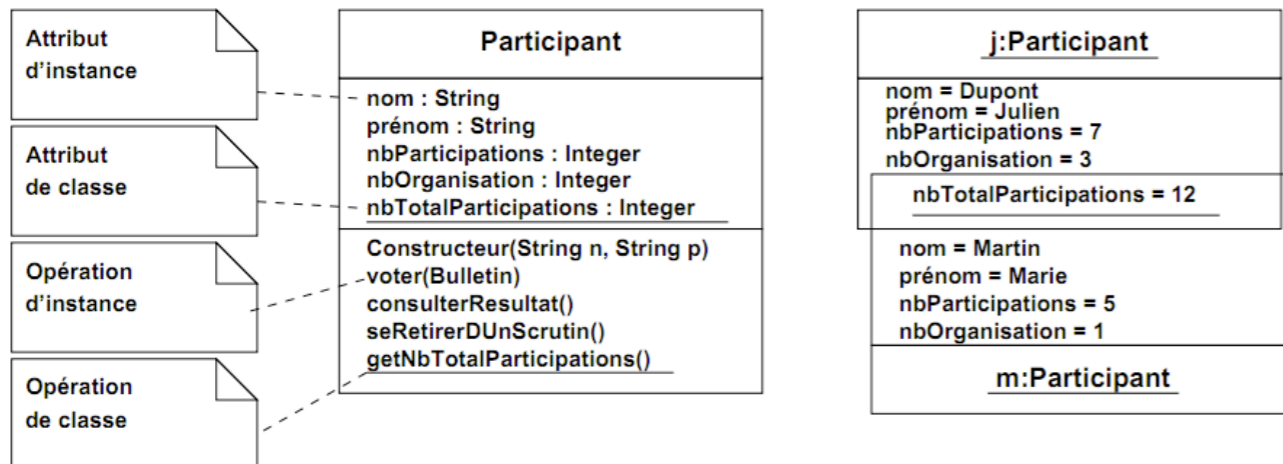 Attribut
d'instance
Attribut
de classe
Opération
d'instance
Opération
de classe
Participant
nom : String
prénom : String
nbParticipations : Integer
nbOrganisation : Integer
nbTotalParticipations : Integer
Constructeur(String n, String p)
voter(Bulletin)
consulterResultat()
seRetirerDUnScrutin()
getNbTotalParticipations()
j:Participant
nom = Dupont
prénom = Julien
nbParticipations = 7
nbOrganisation = 3
nbTotalParticipations = 12
nom = Martin
prénom = Marie
nbParticipations = 5
nbOrganisation = 1
m:Participant